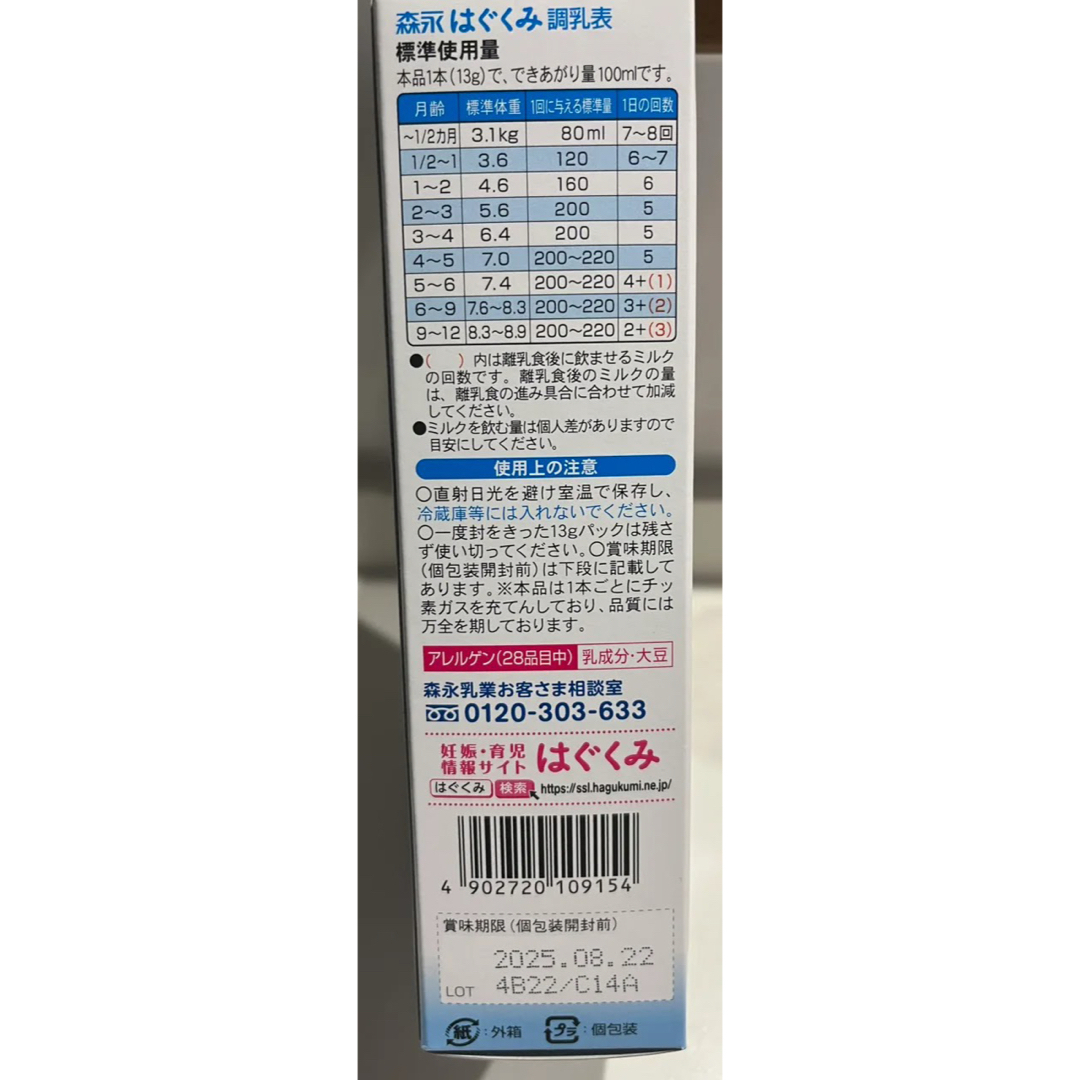 森永はぐくみ 調乳表
標準使用量
本品1本(13g)で、できあがり量100mlです。
月齢 標準体重 1回に与える標準量 1日の回数
~1/2カ月 3.1kg 80ml 7~8回
1/2~1 3.6 120 6~7
1~2 4.6 160 6
2~3 5.6 200 5
3~4 6.4 200 5
4~5 7.0 200~220 5
5~6 7.4 200~220 4+(1)
6~9 7.6~8.3 200~220 3+(2)
9~12 8.3~8.9 200~220 2+(3)
●( )内は離乳食後に飲ませるミルク
の回数です。離乳食後のミルクの量
は、離乳食の進み具合に合わせて加減
してください。
●ミルクを飲む量は個人差がありますので
目安にしてください。
使用上の注意
○直射日光を避け室温で保存し、
冷蔵庫等には入れないでください。
○一度封をきった13gパックは残さ
ず使い切ってください。○賞味期限
(個包装開封前)は下段に記載して
あります。※本品は1本ごとにチッ
素ガスを充てんしており、品質には
万全を期しております。
アレルゲン(28品目中) 乳成分・大豆
森永乳業お客さま相談室
0120-303-633
妊娠・育児
情報サイト はぐくみ
はぐくみ 検索 https://ssl.hagukumi.ne.jp/
4 902720 109154
賞味期限(個包装開封前)
2025.08.22
LOT 4B22/C14A
紙:外箱 プラ:個包装